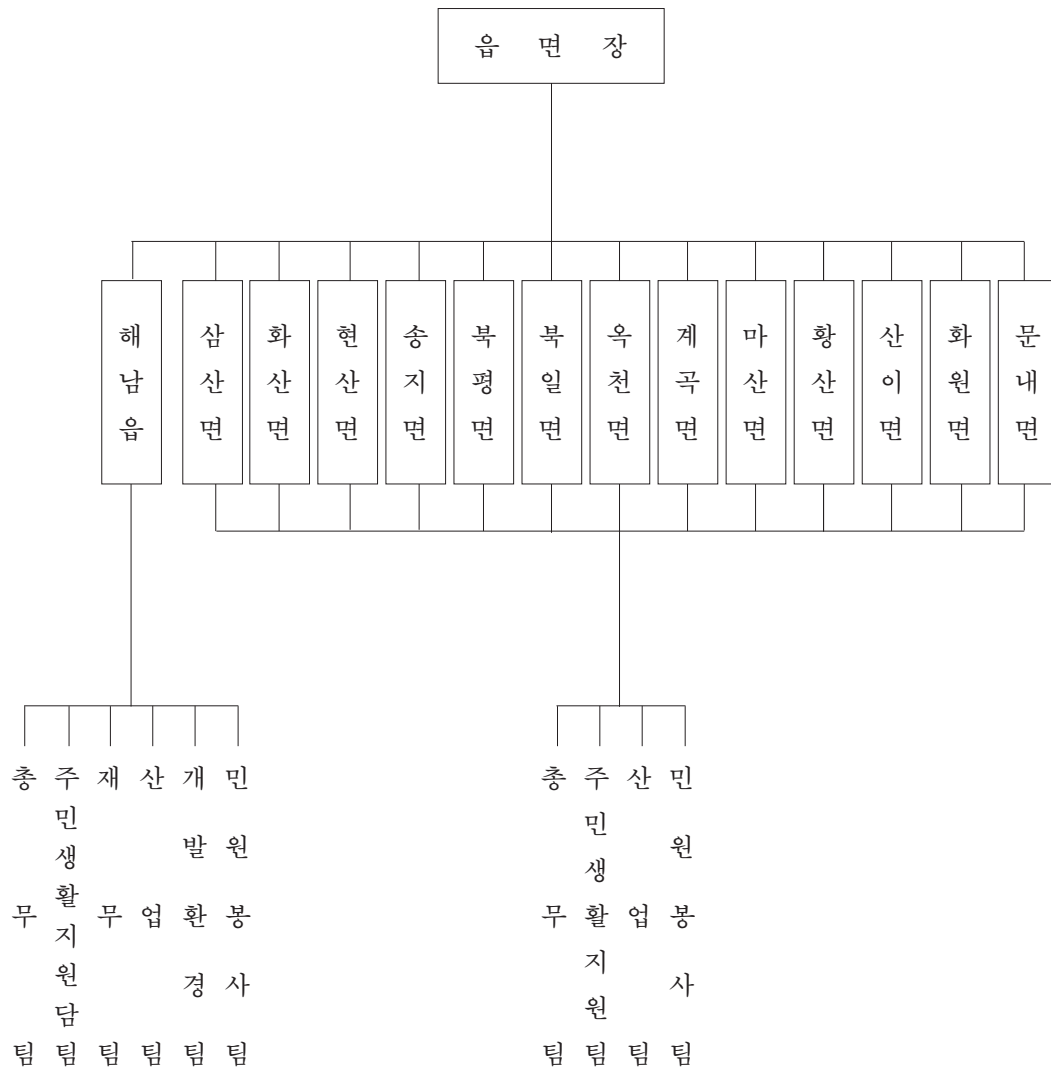 읍 면 장
해남읍
삼산면
화산면
현산면
송지면
북평면
북일면
옥천면
계곡면
마산면
황산면
산이면
화원면
문내면
총무팀
주민생활지원담팀
재무팀
산업팀
개발환경팀
민원봉사팀
총무팀
주민생활지원팀
산업팀
민원봉사팀